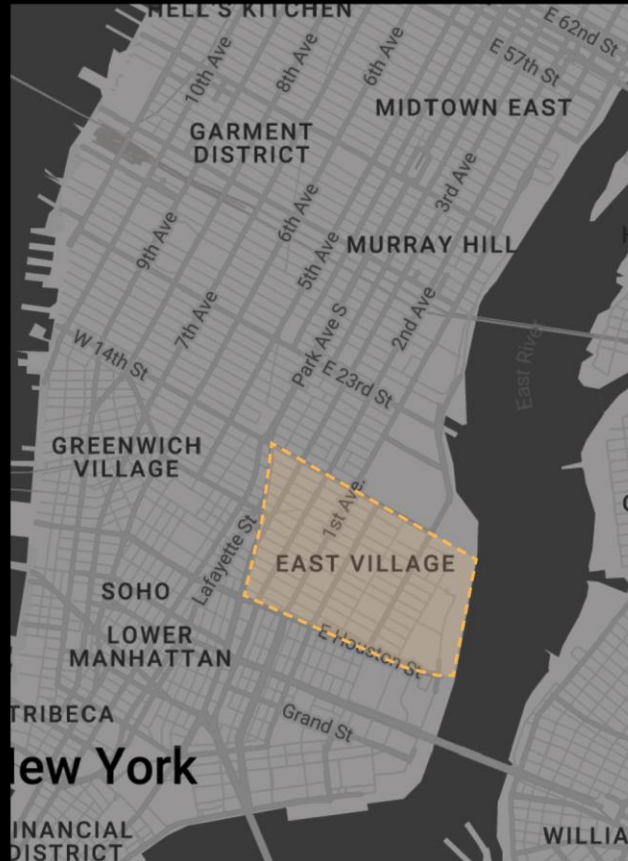 HELL'S KITCHEN
E 62nd St
E 57th St
10th Ave
8th Ave
6th Ave
MIDTOWN EAST
GARMENT
DISTRICT
3rd Ave
6th Ave
9th Ave
5th Ave
MURRAY HILL
7th Ave
2nd Ave
Park Ave S
East River
W 14th St
E 23rd St
GREENWICH
VILLAGE
1st Ave.
Lafayette St
EAST VILLAGE
SOHO
LOWER
MANHATTAN
E Houston St
TRIBECA
Grand St
ew York
INANCIAL
DISTRICT
WILLIA